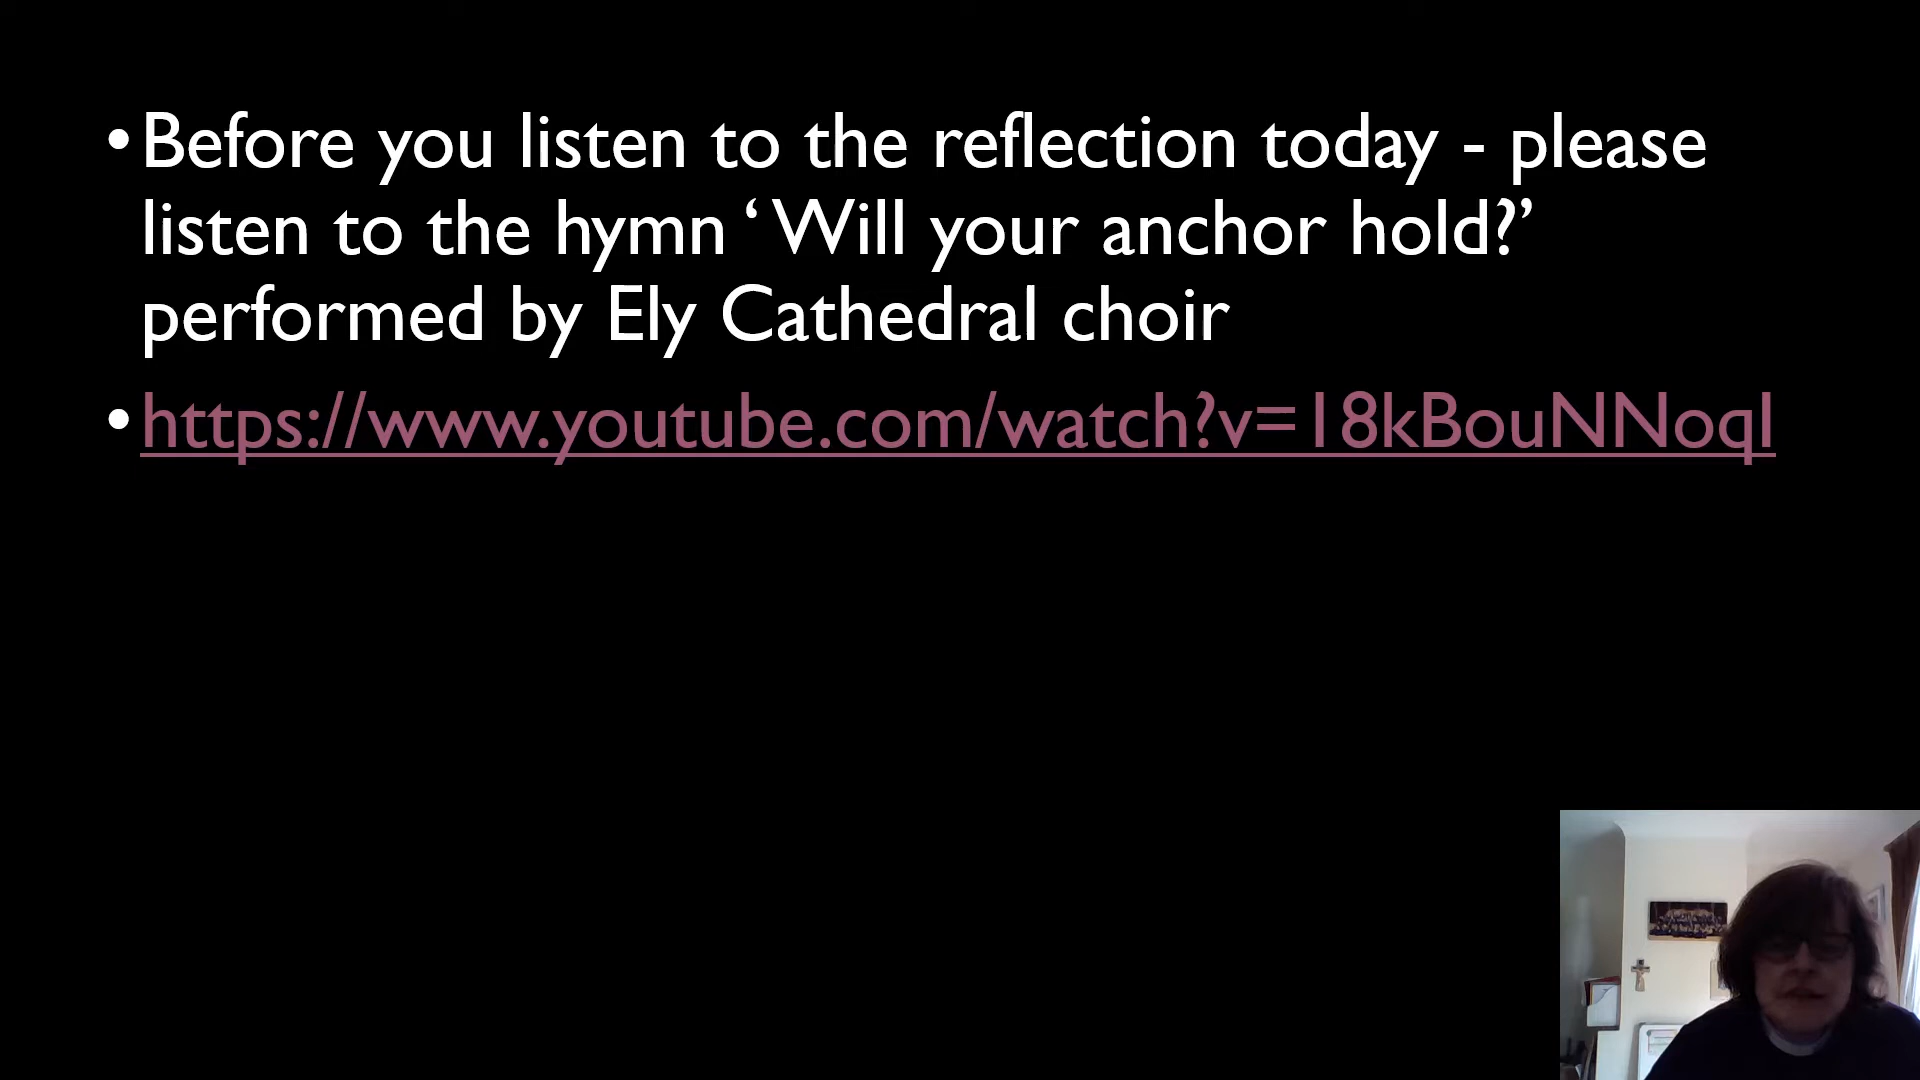 •Before you listen to the reflection today - please
listen to the hymn ‘ Will your anchor hold?’
performed by Ely Cathedral choir
•https://www.youtube.com/watch?v=18kBouNNoqI